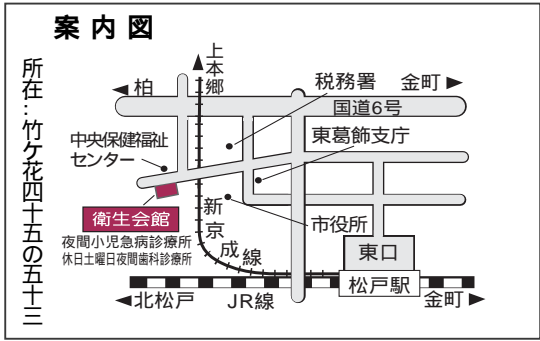 案内図
所在：竹ケ花四十五の五十三
上本郷
◀柏
税務署
金町▶
国道6号
東葛飾支庁
中央保健福祉
センター
衛生会館
夜間小児急病診療所
休日土曜日夜間歯科診療所
新京成線
市役所
東口
松戸駅
◀北松戸
JR線
金町▶